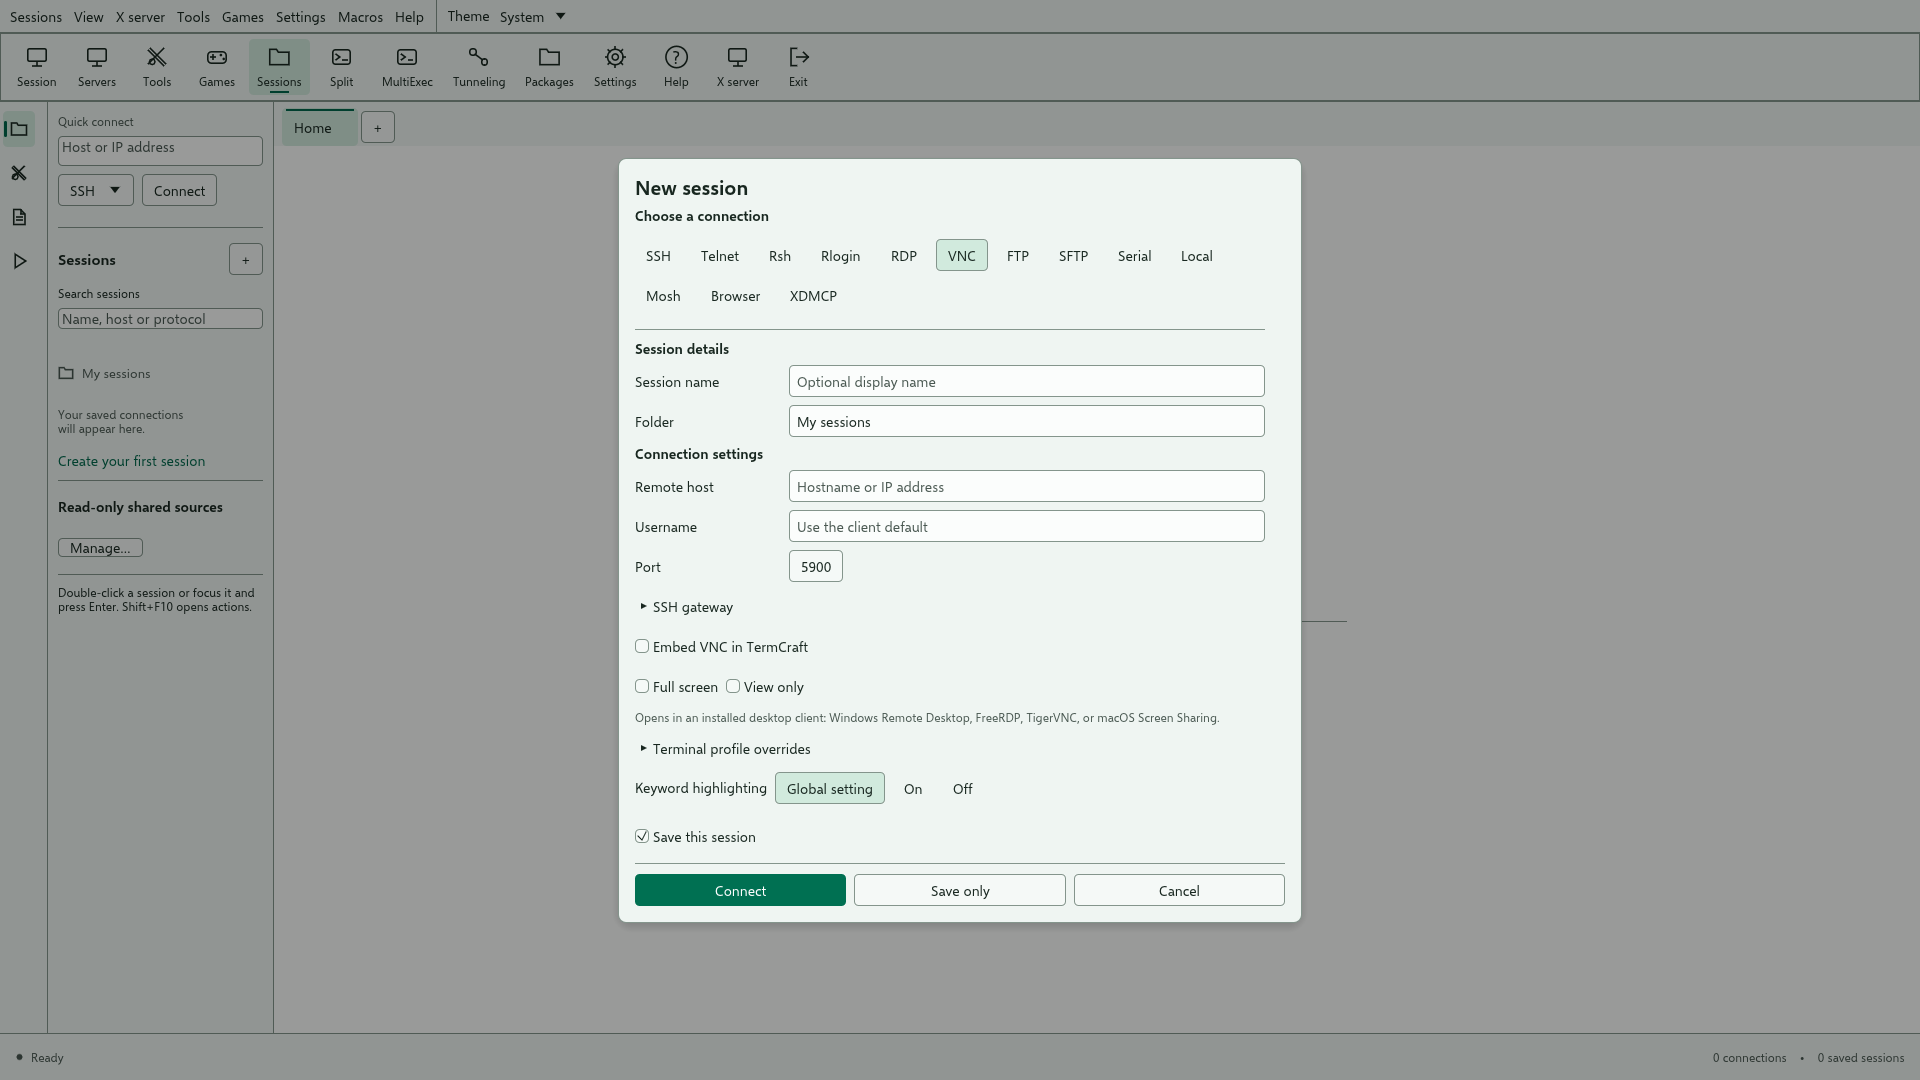 Sessions View X server Tools Games Settings Macros Help Theme System
Session Servers Tools Games Sessions Split MultiExec Tunneling Packages Settings Help X server Exit
Quick connect
Host or IP address
SSH Connect
Sessions +
Search sessions
Name, host or protocol
My sessions
Your saved connections
will appear here.
Create your first session
Read-only shared sources
Manage...
Double-click a session or focus it and
press Enter. Shift+F10 opens actions.
Home +
New session
Choose a connection
SSH Telnet Rsh Rlogin RDP VNC FTP SFTP Serial Local
Mosh Browser XDMCP
Session details
Session name Optional display name
Folder My sessions
Connection settings
Remote host Hostname or IP address
Username Use the client default
Port 5900
SSH gateway
Embed VNC in TermCraft
Full screen View only
Opens in an installed desktop client: Windows Remote Desktop, FreeRDP, TigerVNC, or macOS Screen Sharing.
Terminal profile overrides
Keyword highlighting Global setting On Off
Save this session
Connect Save only Cancel
Ready 0 connections • 0 saved sessions